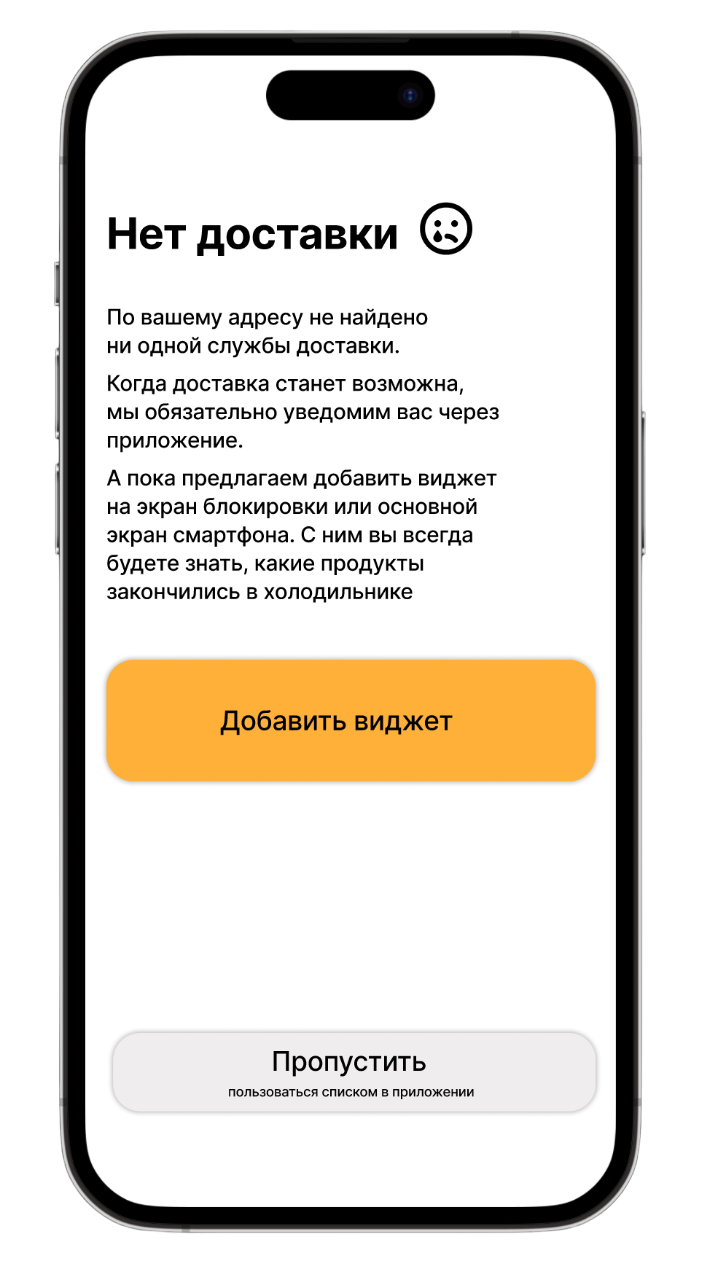 Нет доставки
По вашему адресу не найдено
ни одной службы доставки.
Когда доставка станет возможна,
мы обязательно уведомим вас через
приложение.
А пока предлагаем добавить виджет
на экран блокировки или основной
экран смартфона. С ним вы всегда
будете знать, какие продукты
закончились в холодильнике
Добавить виджет
Пропустить
пользоваться списком в приложении